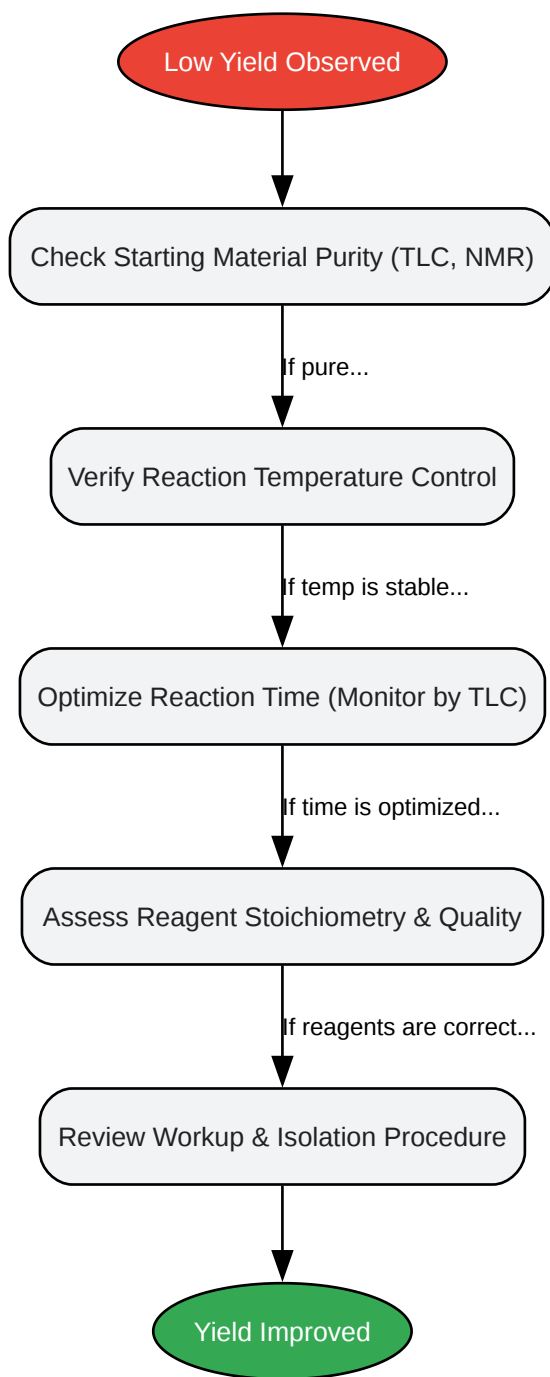 Low Yield Observed
Check Starting Material Purity (TLC, NMR)
If pure...
Verify Reaction Temperature Control
If temp is stable...
Optimize Reaction Time (Monitor by TLC)
If time is optimized...
Assess Reagent Stoichiometry & Quality
If reagents are correct...
Review Workup & Isolation Procedure
Yield Improved